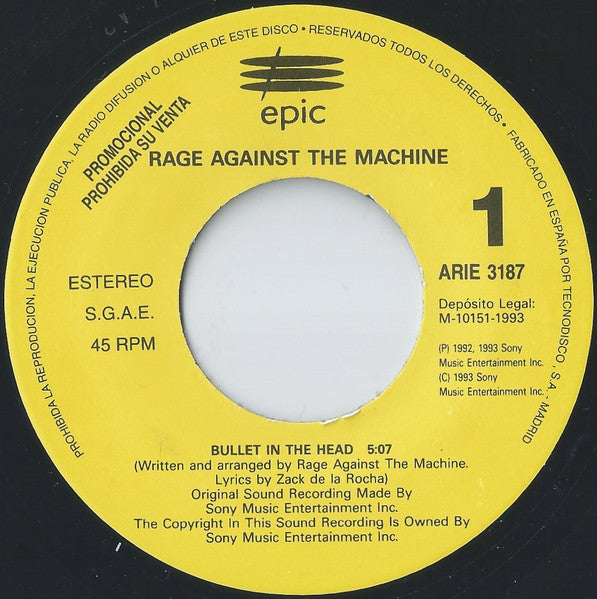 PROHIBIDA LA REPRODUCION, LA EJECUCION PUBLICA, LA RADIO DIFUSION O ALQUIER DE ESTE DISCO • RESERVADOS TODOS LOS DERECHOS • FABRICADO EN ESPAÑA POR TECNODISCO, S.A. - MADRID
epic
PROMOCIONAL
PROHIBIDA SU VENTA
RAGE AGAINST THE MACHINE
1
ESTEREO
S.G.A.E.
45 RPM
ARIE 3187
Depósito Legal:
M-10151-1993
(P) 1992, 1993 Sony
Music Entertainment Inc.
(C) 1993 Sony
Music Entertainment Inc.
BULLET IN THE HEAD 5:07
(Written and arranged by Rage Against The Machine.
Lyrics by Zack de la Rocha)
Original Sound Recording Made By
Sony Music Entertainment Inc.
The Copyright In This Sound Recording Is Owned By
Sony Music Entertainment Inc.